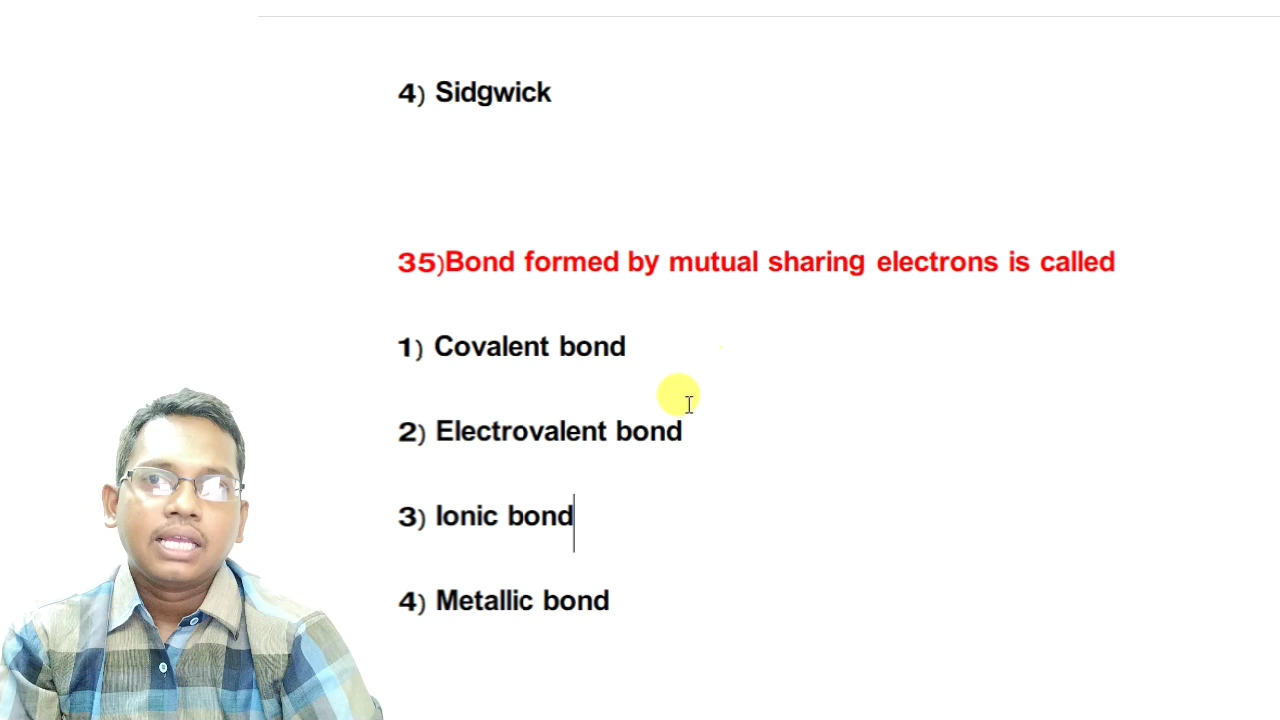 4) Sidgwick
35)Bond formed by mutual sharing electrons is called
1) Covalent bond
2) Electrovalent bond
3) Ionic bond
4) Metallic bond